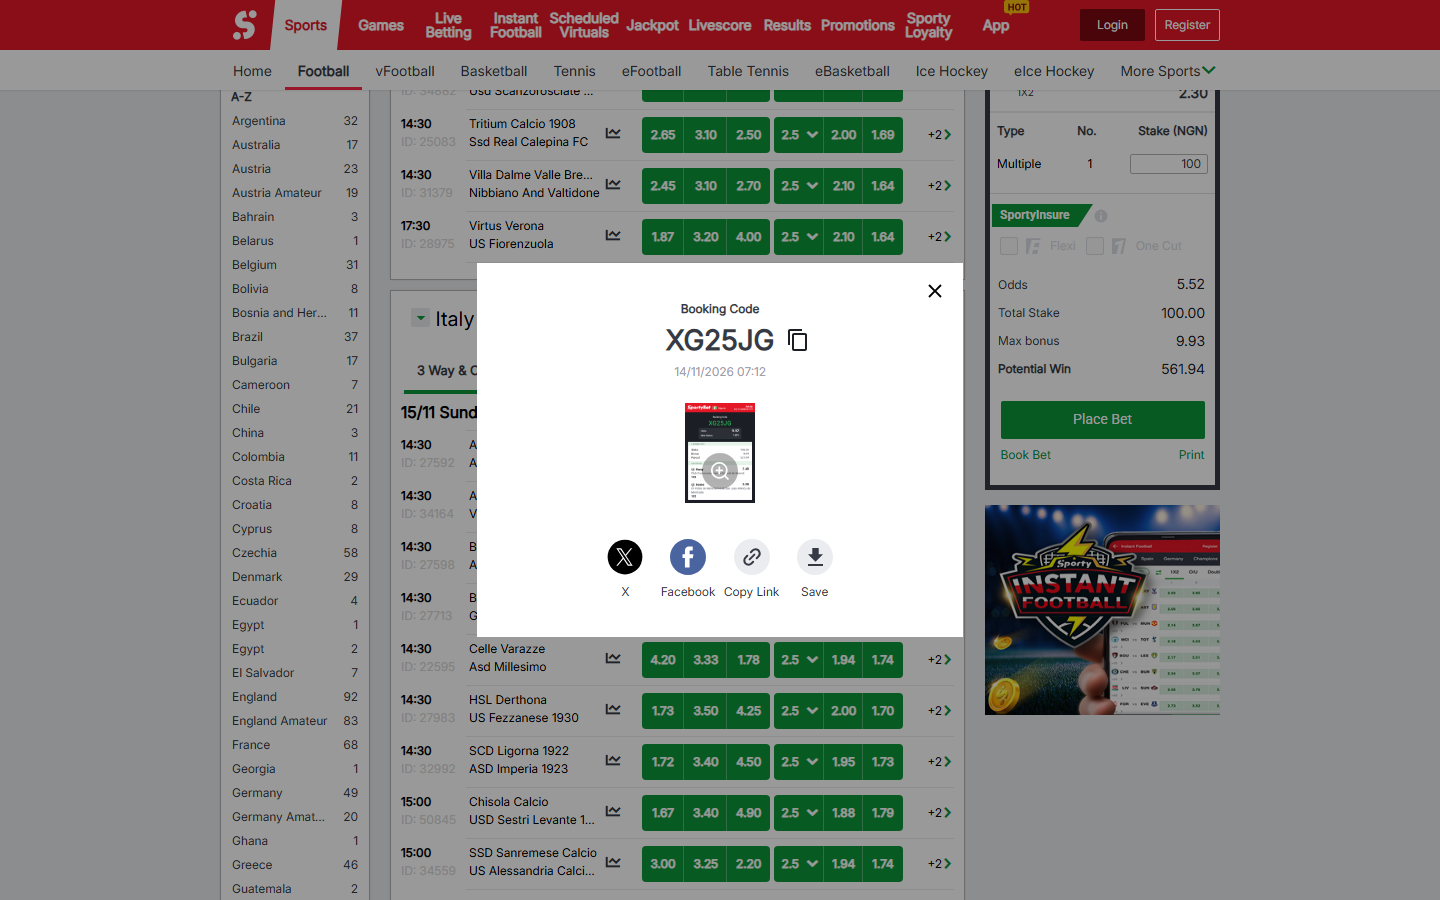 Sports
Games
Live Betting
Instant Football
Scheduled Virtuals
Jackpot
Livescore
Results
Promotions
Sporty Loyalty
App
HOT
Login
Register
Home
Football
vFootball
Basketball
Tennis
eFootball
Table Tennis
eBasketball
Ice Hockey
eIce Hockey
More Sports
A-Z
Argentina 32
Australia 17
Austria 23
Austria Amateur 19
Bahrain 3
Belarus 1
Belgium 31
Bolivia 8
Bosnia and Her... 11
Brazil 37
Bulgaria 17
Cameroon 7
Chile 21
China 3
Colombia 11
Costa Rica 2
Croatia 8
Cyprus 8
Czechia 58
Denmark 29
Ecuador 4
Egypt 1
Egypt 2
El Salvador 7
England 92
England Amateur 83
France 68
Georgia 1
Germany 49
Germany Amat... 20
Ghana 1
Greece 46
Guatemala 2
ID: 34882 Usd Scanzorosciate ...
14:30 Tritium Calcio 1908
ID: 25083 Ssd Real Calepina FC
2.65 3.10 2.50 2.5 2.00 1.69 +2
14:30 Villa Dalme Valle Bre...
ID: 31379 Nibbiano And Valtidone
2.45 3.10 2.70 2.5 2.10 1.64 +2
17:30 Virtus Verona
ID: 28975 US Fiorenzuola
1.87 3.20 4.00 2.5 2.10 1.64 +2
Italy
3 Way & O
15/11 Sund
14:30 A
ID: 27592 A
14:30 A
ID: 34164 V
14:30 B
ID: 27598 A
14:30 B
ID: 27713 G
14:30 Celle Varazze
ID: 22595 Asd Millesimo
4.20 3.33 1.78 2.5 1.94 1.74 +2
14:30 HSL Derthona
ID: 27983 US Fezzanese 1930
1.73 3.50 4.25 2.5 2.00 1.70 +2
14:30 SCD Ligorna 1922
ID: 32992 ASD Imperia 1923
1.72 3.40 4.50 2.5 1.95 1.73 +2
15:00 Chisola Calcio
ID: 50845 USD Sestri Levante 1...
1.67 3.40 4.90 2.5 1.88 1.79 +2
15:00 SSD Sanremese Calcio
ID: 34559 US Alessandria Calci...
3.00 3.25 2.20 2.5 1.94 1.74 +2
Booking Code
XG25JG
14/11/2026 07:12
SportyBet
XG25JG
X
Facebook
Copy Link
Save
1X2 2.30
Type No. Stake (NGN)
Multiple 1 100
SportyInsure
Flexi
One Cut
Odds 5.52
Total Stake 100.00
Max bonus 9.93
Potential Win 561.94
Place Bet
Book Bet
Print
Sporty
INSTANT
FOOTBALL